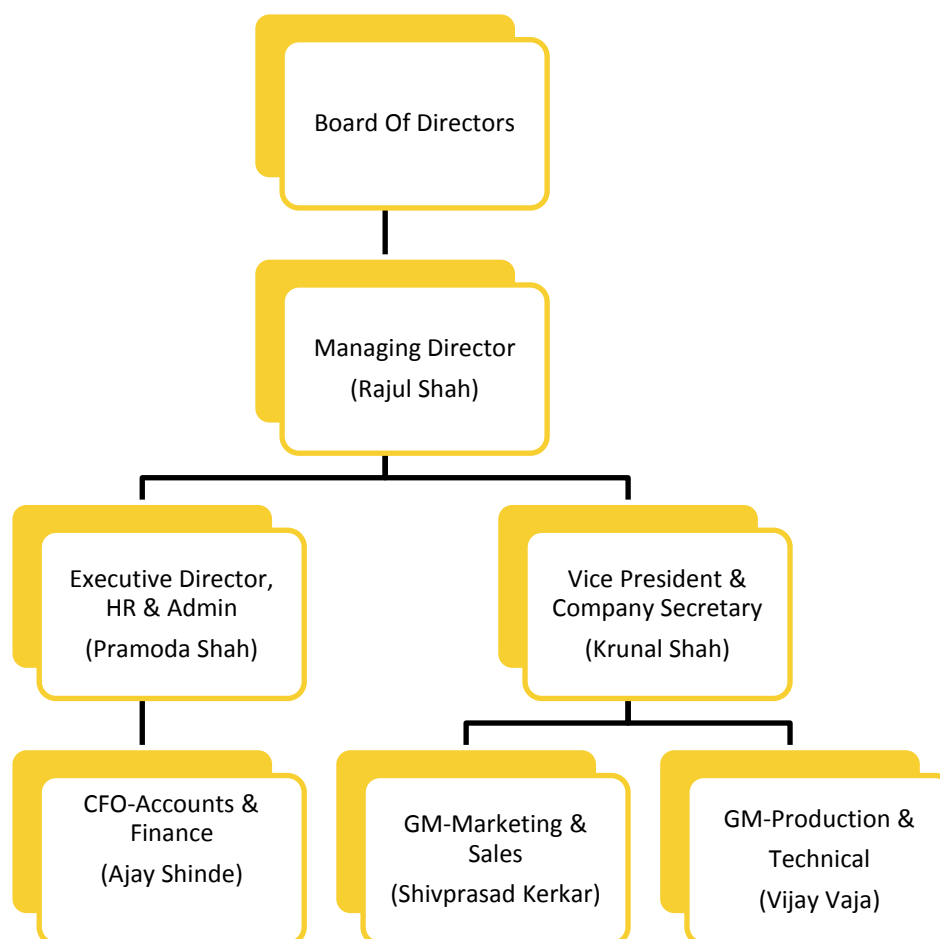 Board Of Directors
Managing Director
(Rajul Shah)
Executive Director,
HR & Admin
(Pramoda Shah)
Vice President &
Company Secretary
(Krunal Shah)
CFO-Accounts &
Finance
(Ajay Shinde)
GM-Marketing &
Sales
(Shivprasad Kerkar)
GM-Production &
Technical
(Vijay Vaja)